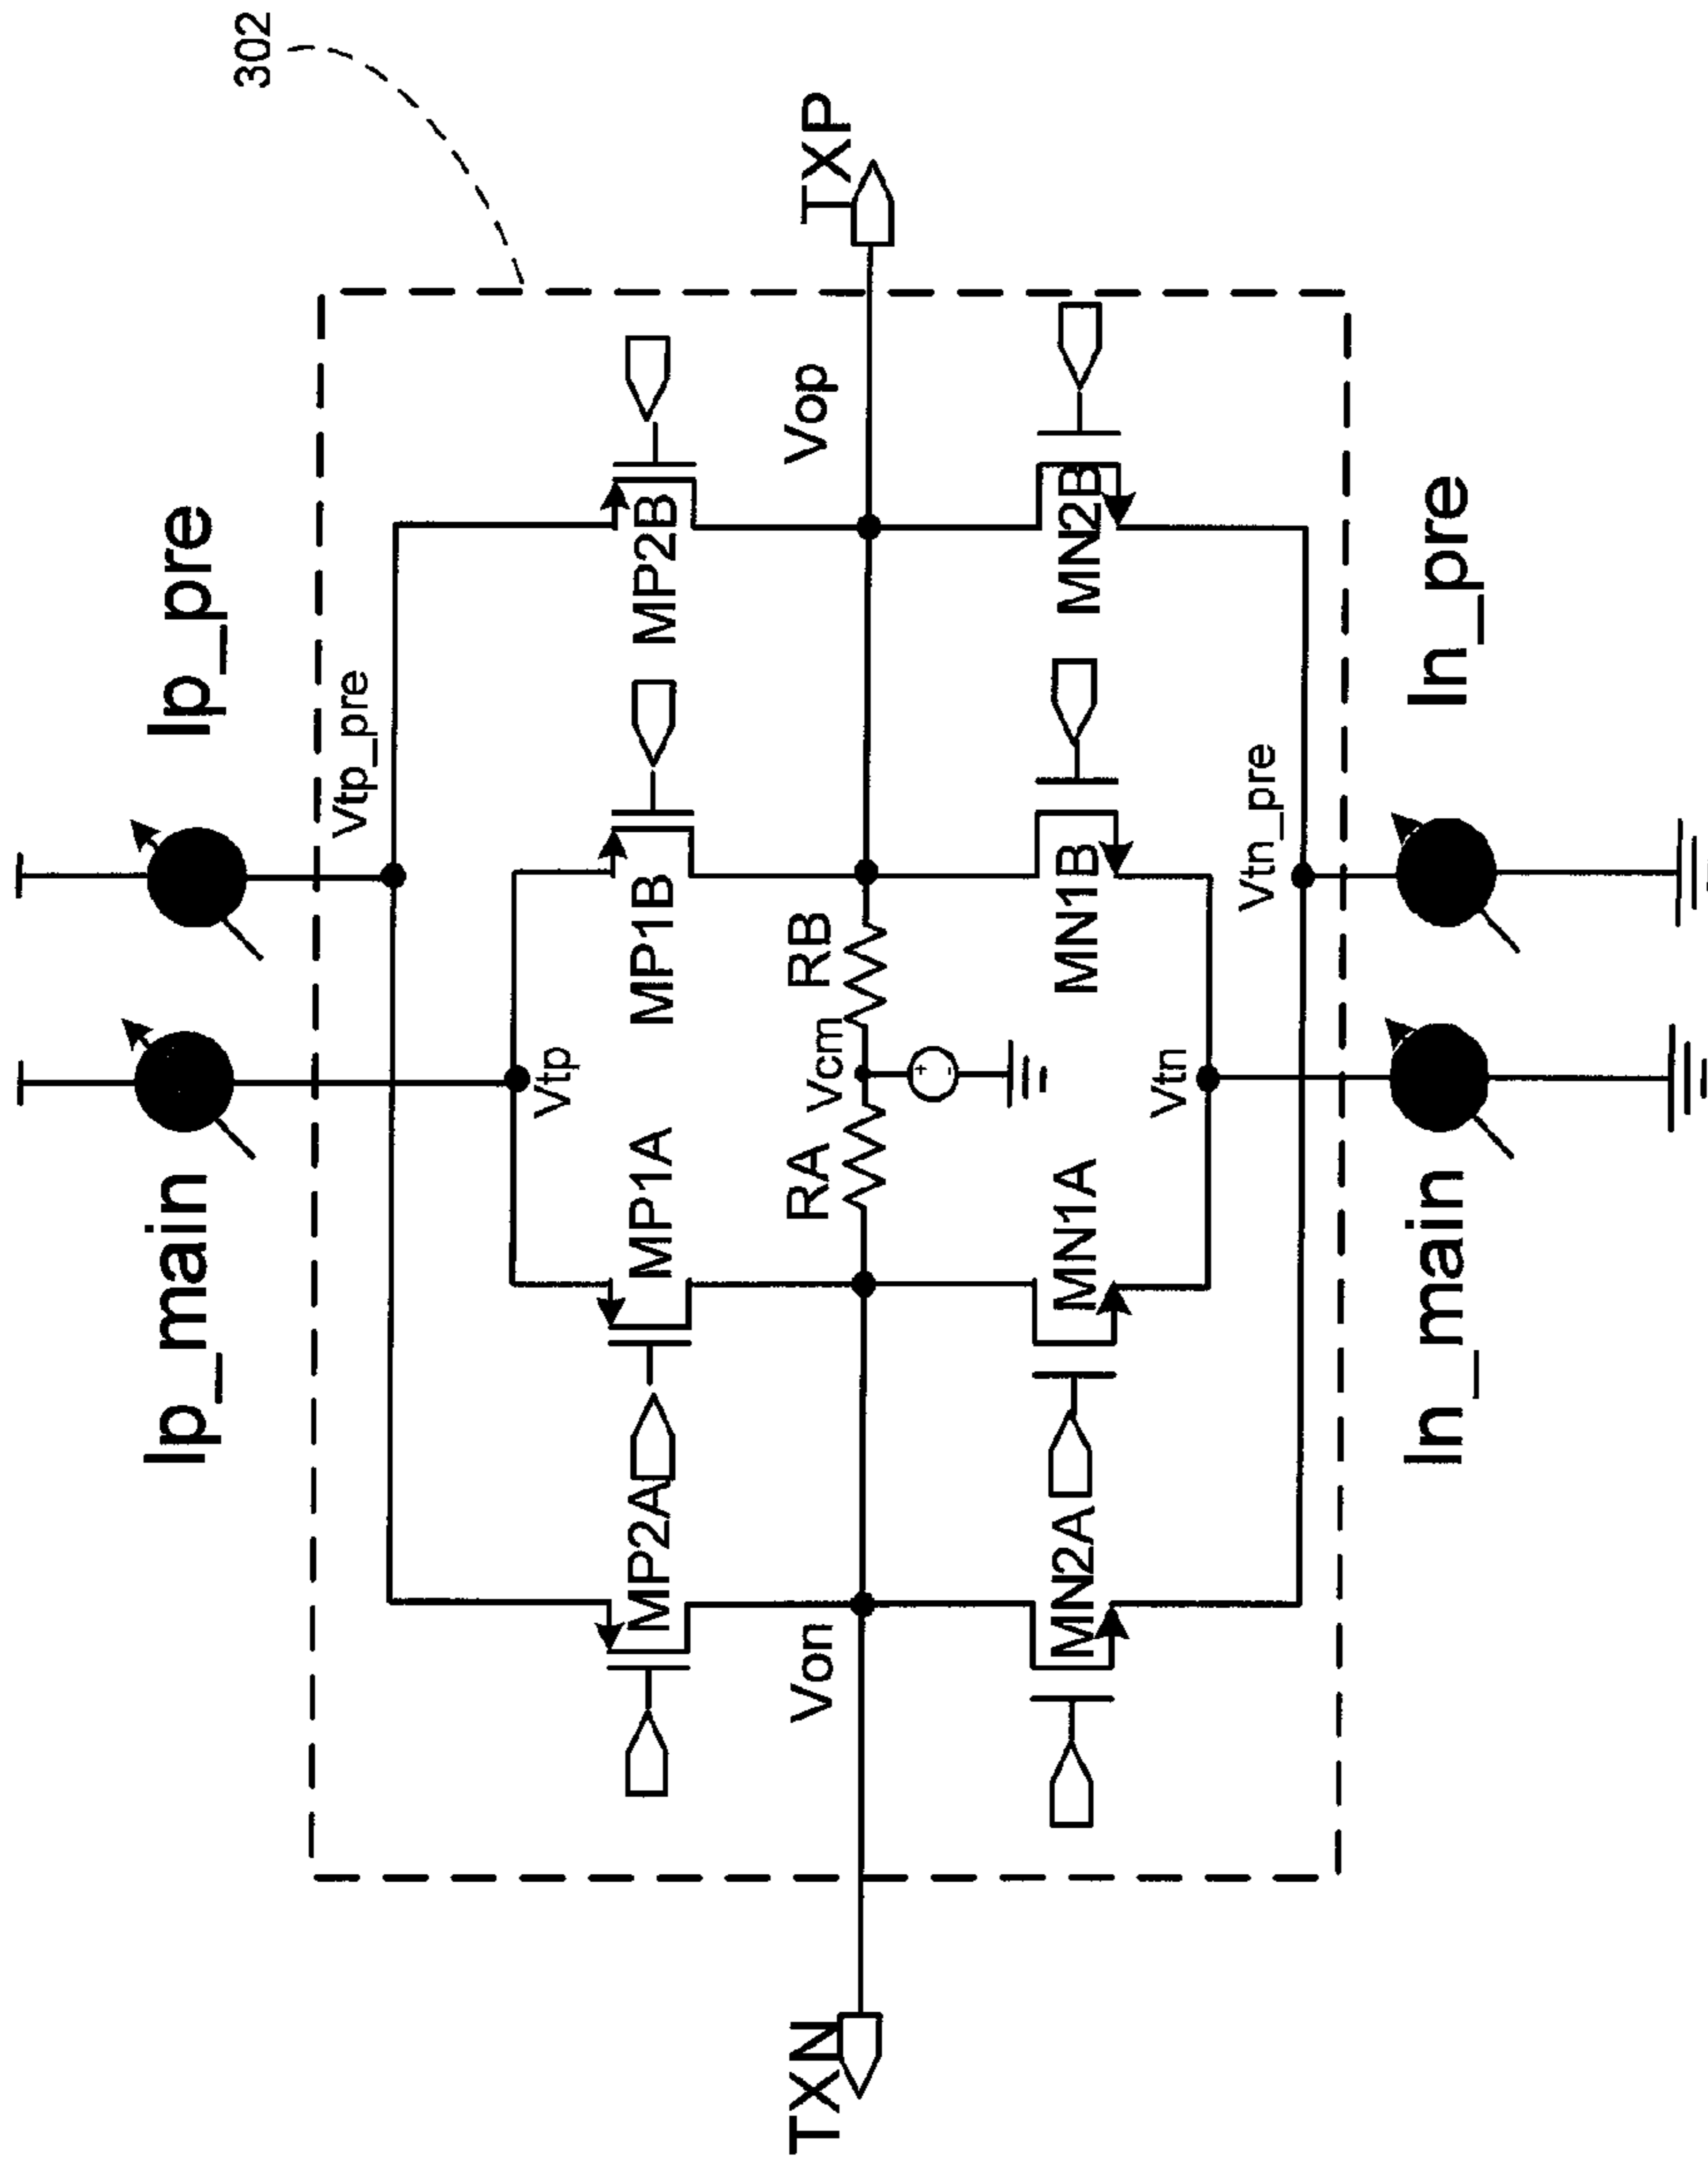 302
Ip_main
Ip_pre
Vtp_pre
Vtp
MP2A
MP1A
MP1B
MP2B
TXN
Von
RA
Vcm
RB
Vop
TXP
+
-
MN2A
MN1A
MN1B
MN2B
Vtn
Vtn_pre
In_main
In_pre